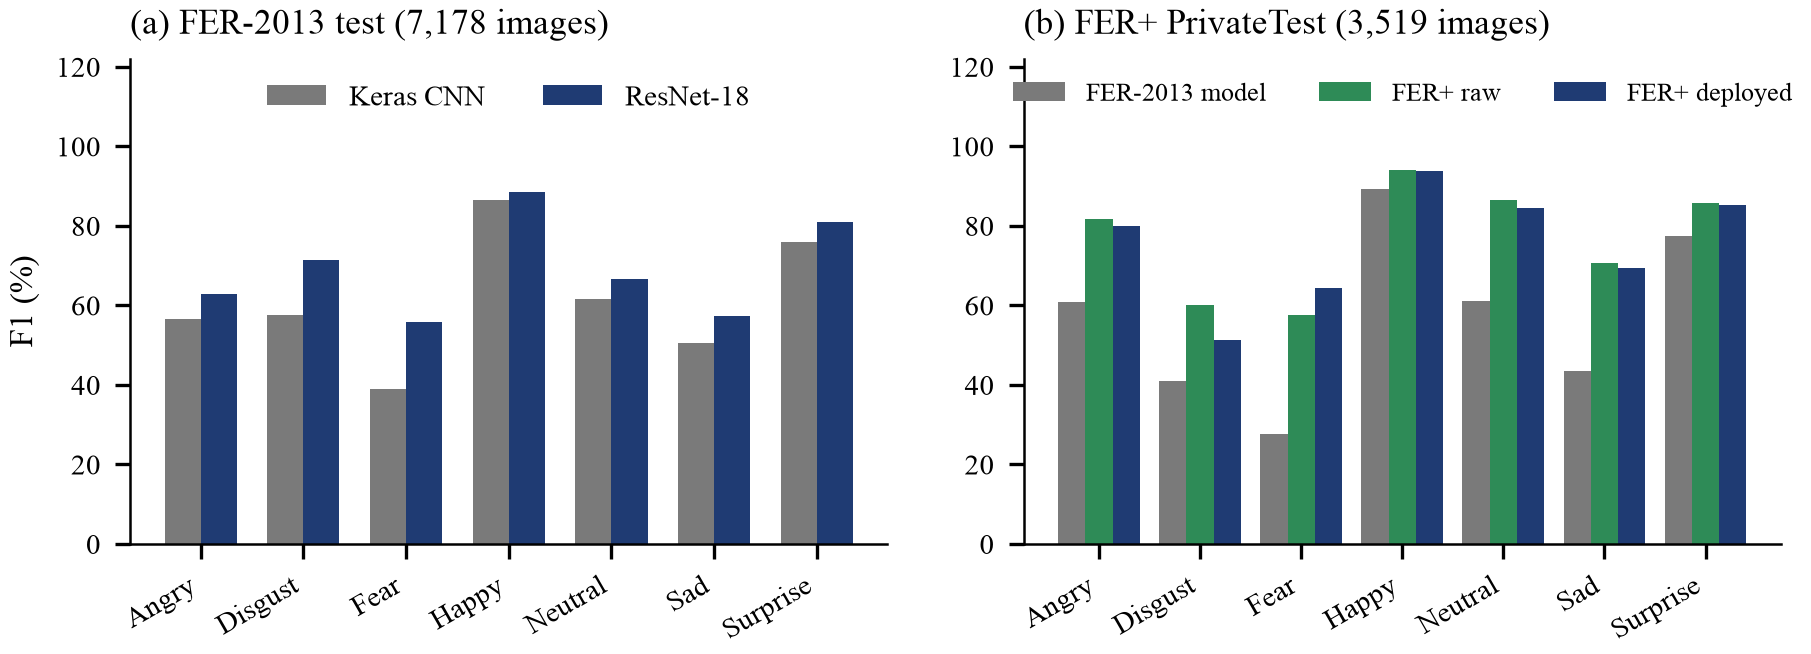 (a) FER-2013 test (7,178 images)
Keras CNN
ResNet-18
F1 (%)
120
100
80
60
40
20
0
Angry
Disgust
Fear
Happy
Neutral
Sad
Surprise
(b) FER+ PrivateTest (3,519 images)
FER-2013 model
FER+ raw
FER+ deployed
120
100
80
60
40
20
0
Angry
Disgust
Fear
Happy
Neutral
Sad
Surprise